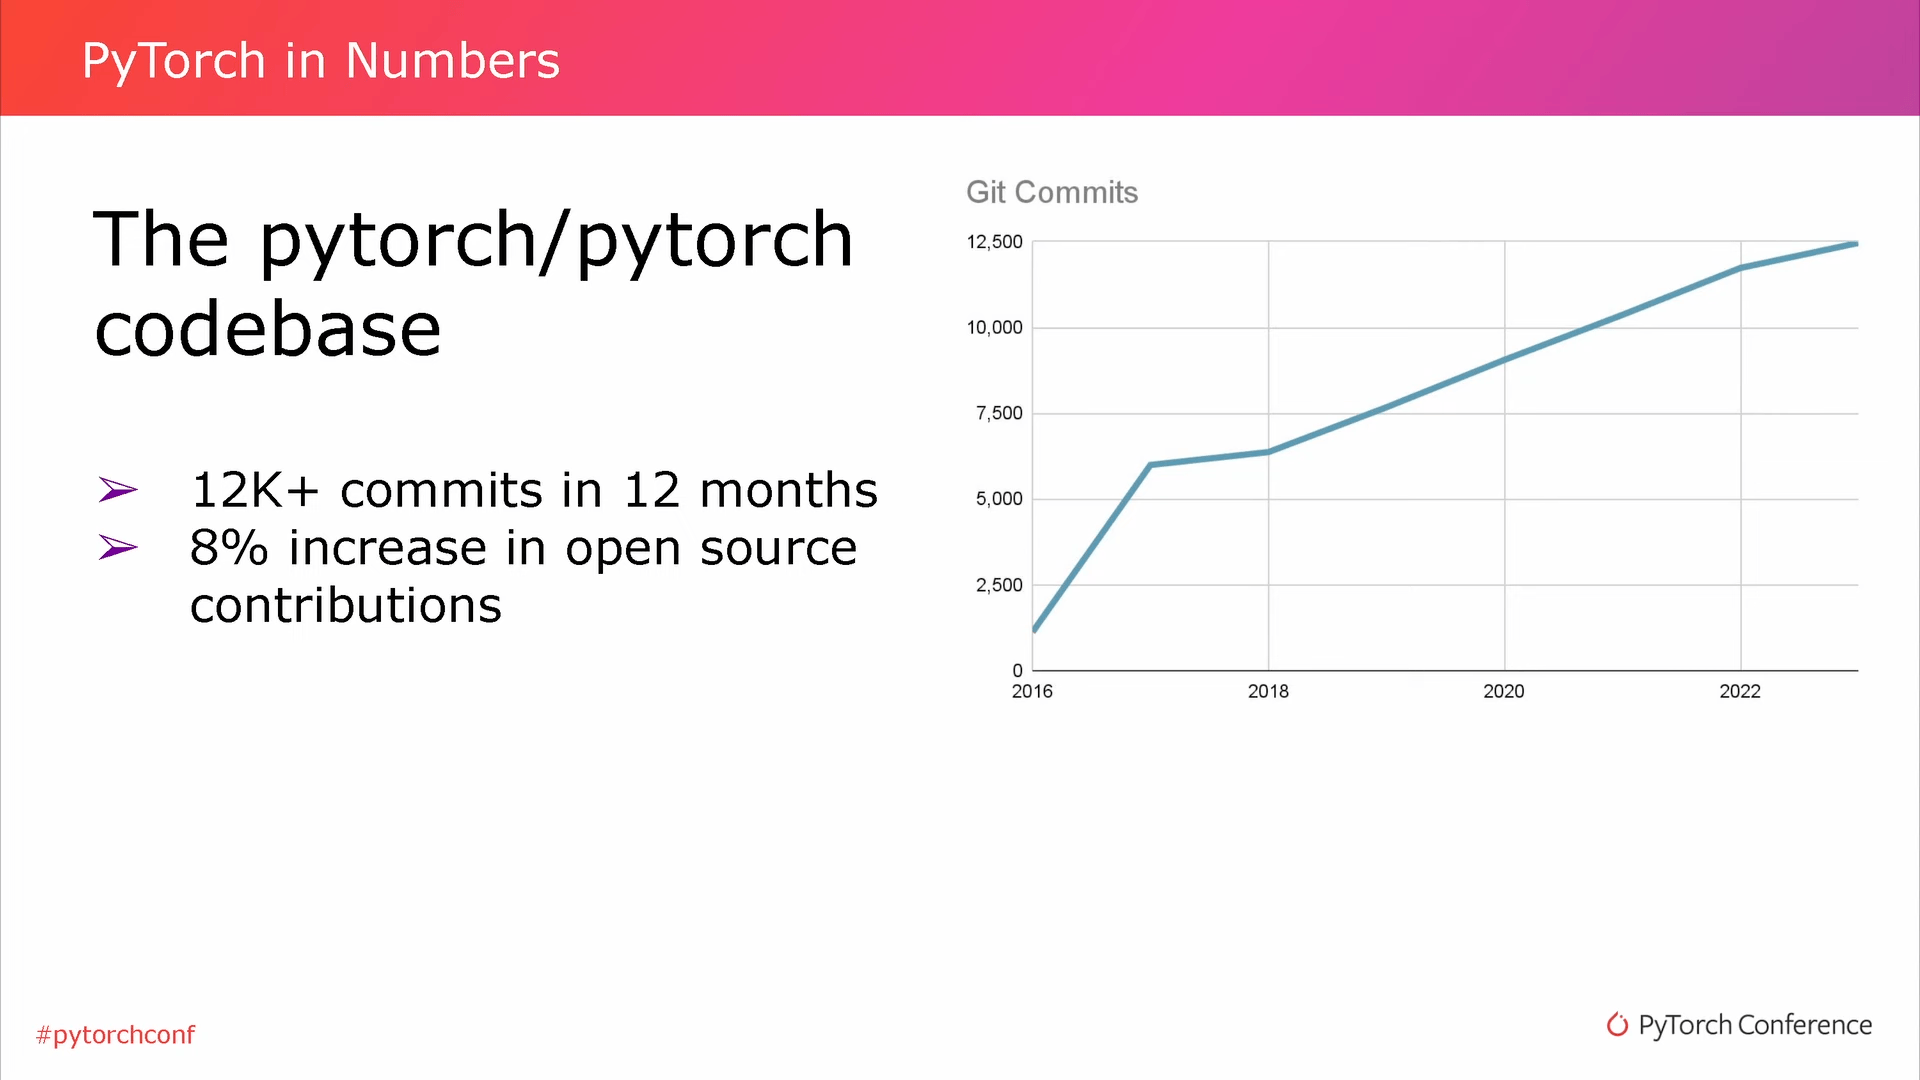 PyTorch in Numbers
The pytorch/pytorch
codebase
➢ 12K+ commits in 12 months
➢ 8% increase in open source
contributions
Git Commits
12,500
10,000
7,500
5,000
2,500
0
2016 2018 2020 2022
#pytorchconf
PyTorch Conference